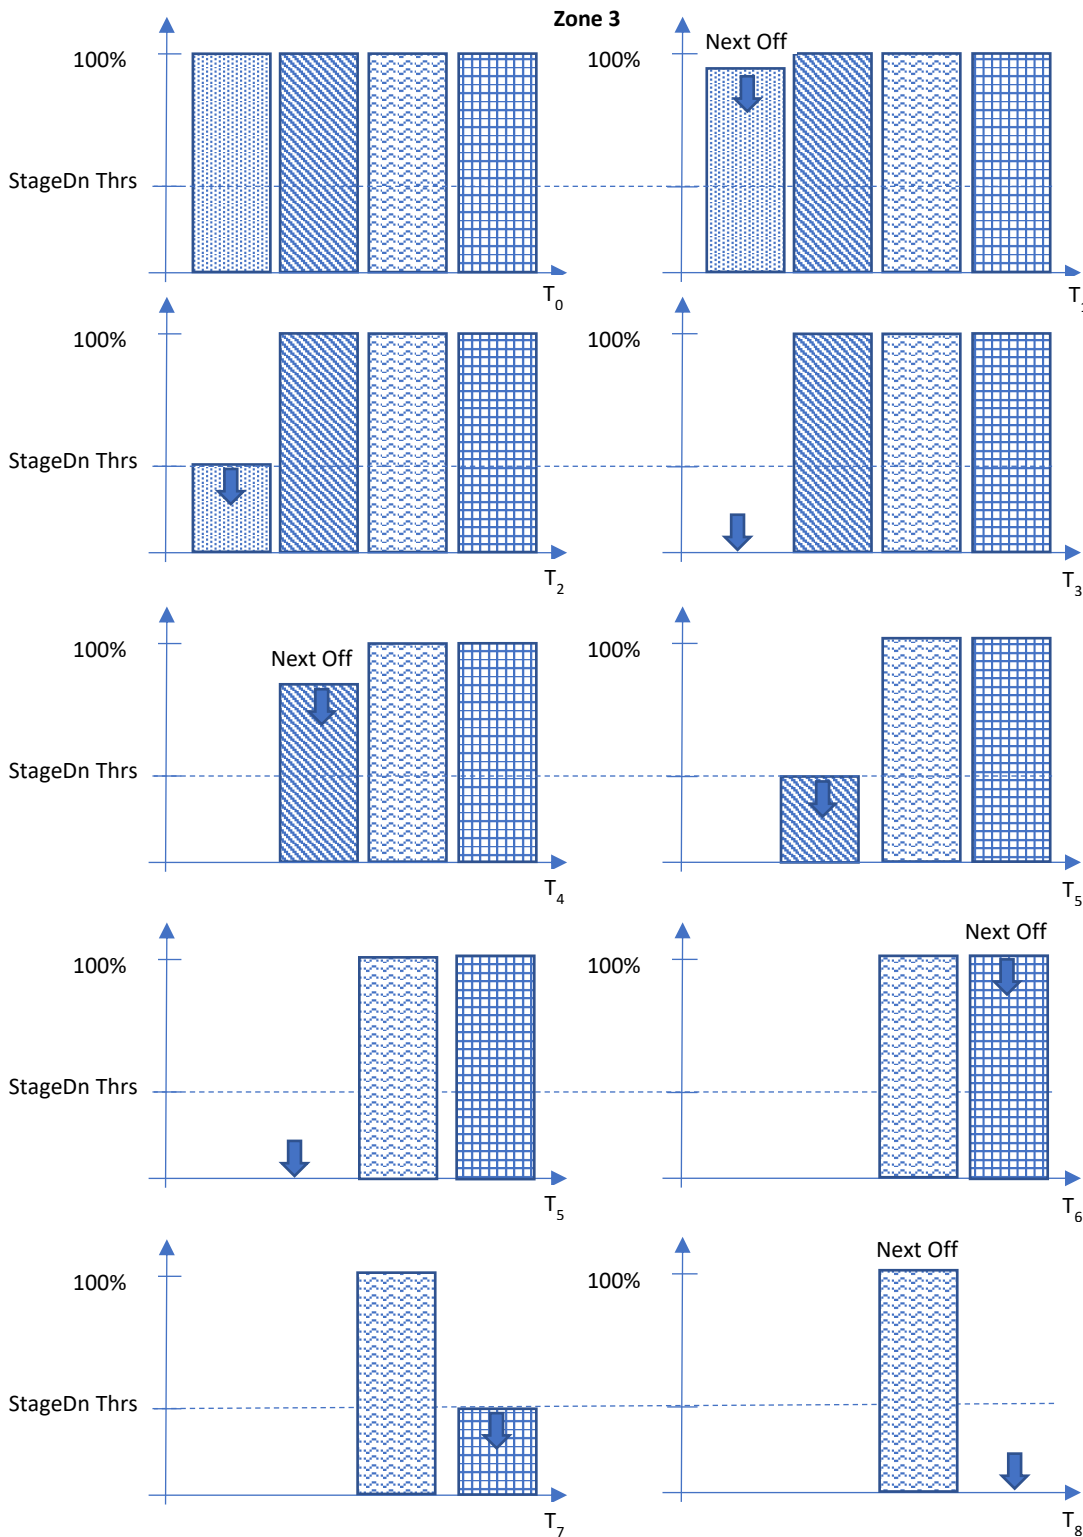 Zone 3
100%
StageDn Thrs
T0
Next Off
100%
T1
100%
StageDn Thrs
T2
100%
T3
100%
Next Off
StageDn Thrs
T4
100%
T5
100%
StageDn Thrs
T5
Next Off
100%
T6
100%
StageDn Thrs
T7
Next Off
100%
T8